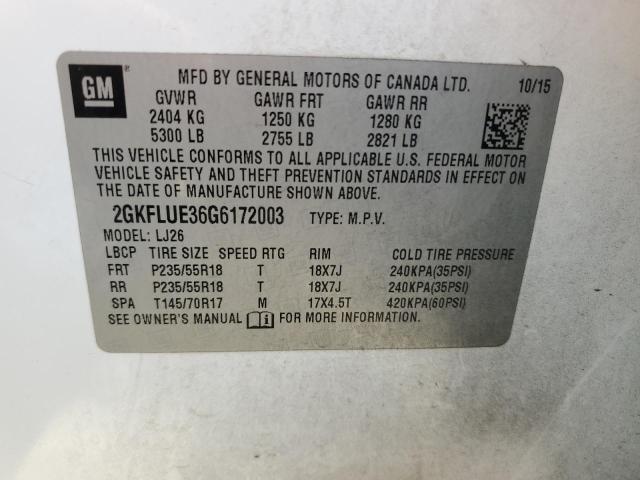 GM
MFD BY GENERAL MOTORS OF CANADA LTD. 10/15
GVWR GAWR FRT GAWR RR
2404 KG 1250 KG 1280 KG
5300 LB 2755 LB 2821 LB
THIS VEHICLE CONFORMS TO ALL APPLICABLE U.S. FEDERAL MOTOR
VEHICLE SAFETY AND THEFT PREVENTION STANDARDS IN EFFECT ON
THE DATE OF MANUFACTURE SHOWN ABOVE.
2GKFLUE36G6172003 TYPE: M.P.V.
MODEL: LJ26
LBCP TIRE SIZE SPEED RTG RIM COLD TIRE PRESSURE
FRT P235/55R18 T 18X7J 240KPA(35PSI)
RR P235/55R18 T 18X7J 240KPA(35PSI)
SPA T145/70R17 M 17X4.5T 420KPA(60PSI)
SEE OWNER'S MANUAL i FOR MORE INFORMATION.